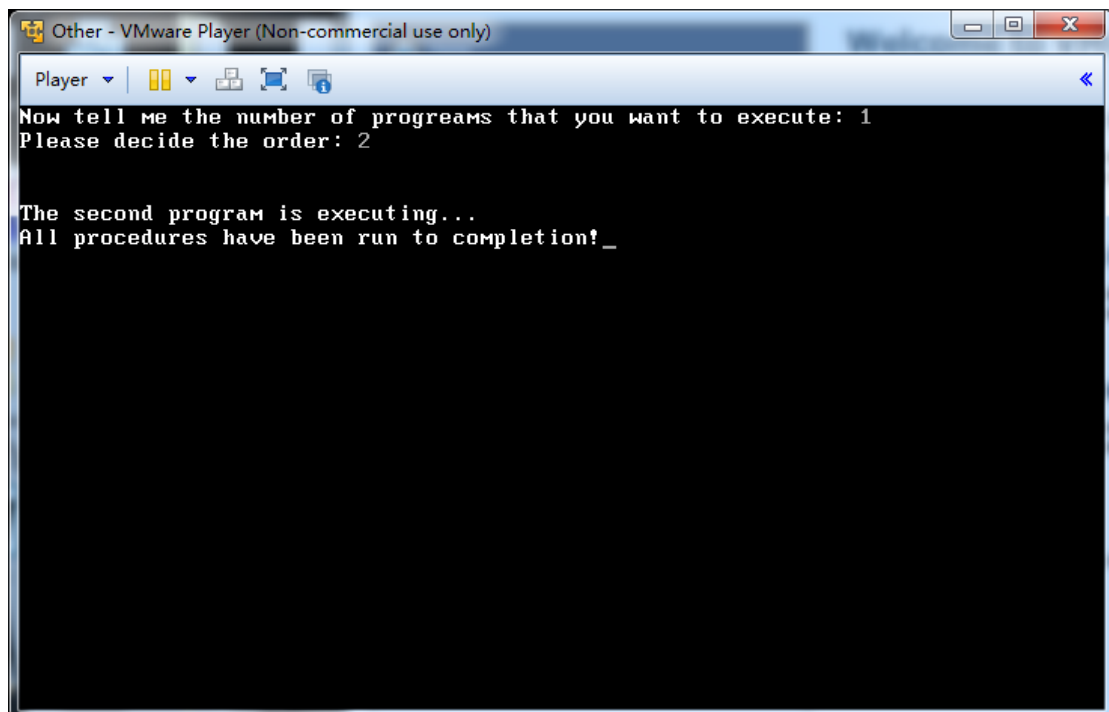 Other - VMware Player (Non-commercial use only)
Player
Now tell me the number of progreams that you want to execute: 1
Please decide the order: 2
The second program is executing...
All procedures have been run to completion!_